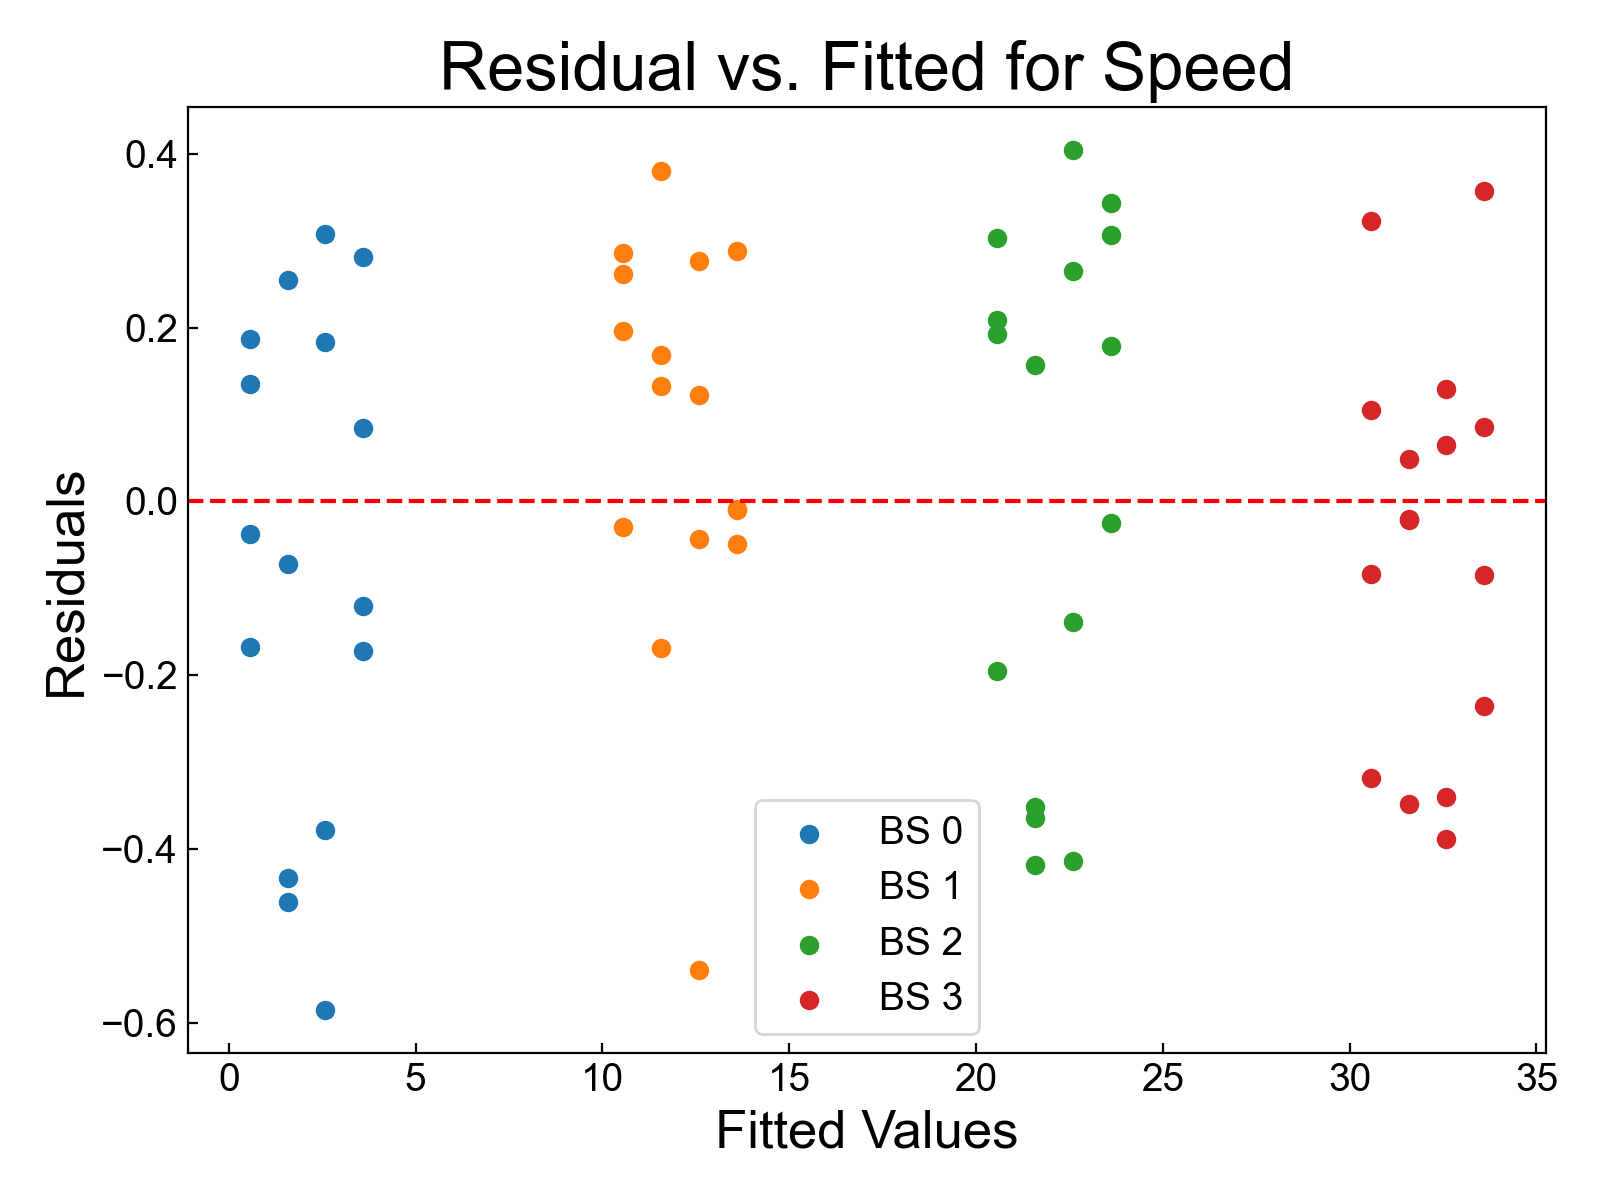 Residual vs. Fitted for Speed
Residuals
0.4
0.2
0.0
−0.2
−0.4
−0.6
BS 0
BS 1
BS 2
BS 3
0 5 10 15 20 25 30 35
Fitted Values